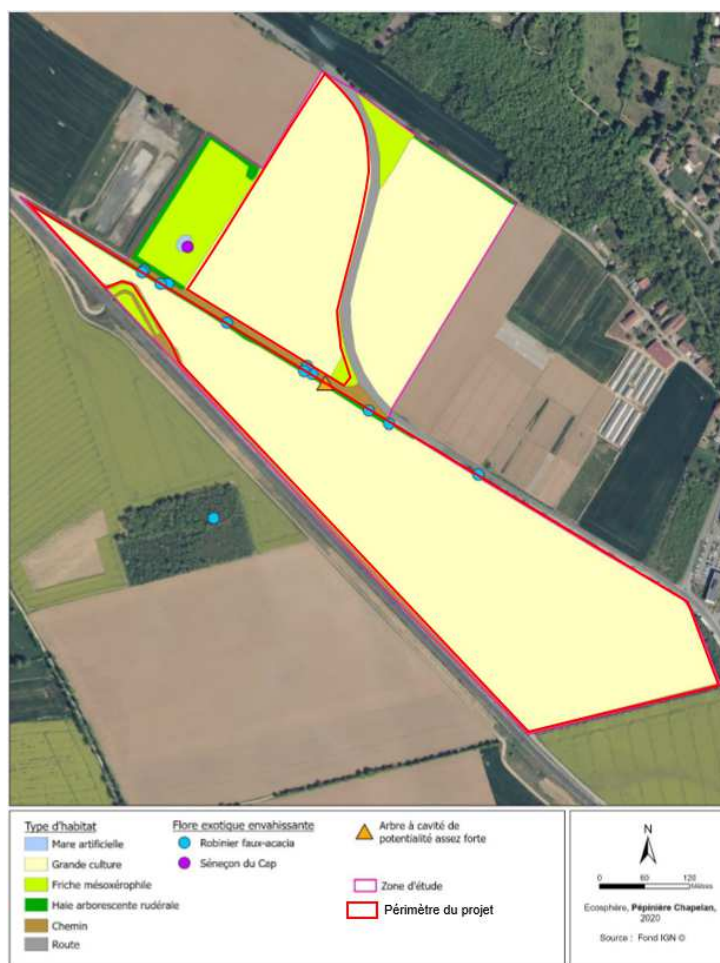 Type d'habitat
Mare artificielle
Grande culture
Friche mésoxérophile
Haie arborescente rudérale
Chemin
Route
Flore exotique envahissante
Robinier faux-acacia
Séneçon du Cap
Arbre à cavité de
potentialité assez forte
Zone d'étude
Périmètre du projet
N
0 60 120
Mètres
Ecosphère, Pépinière Chapelan,
2020
Source : Fond IGN ©